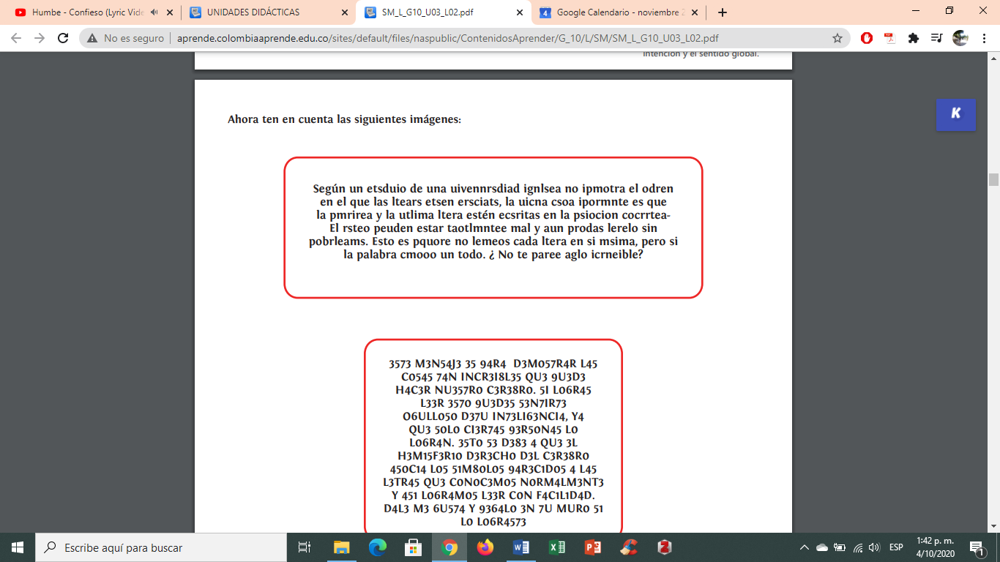 Humbe - Confieso (Lyric Vide
UNIDADES DIDÁCTICAS
SM_L_G10_U03_L02.pdf
Google Calendario - noviembre 2
No es seguro
aprende.colombiaaprende.edu.co/sites/default/files/naspublic/ContenidosAprender/G_10/L/SM/SM_L_G10_U03_L02.pdf
intención y el sentido global.
K
Ahora ten en cuenta las siguientes imágenes:
Según un etsduio de una uivennrsdiad ignlsea no ipmotra el odren
en el que las ltears etsen ersciats, la uicna csoa ipormnte es que
la pmrirea y la utlima ltera estén ecsritas en la psiocion cocrrtea-
El rsteo peuden estar taotlmntee mal y aun prodas lerelo sin
pobrleams. Esto es pquore no lemeos cada ltera en si msima, pero si
la palabra cmooo un todo. ¿ No te paree aglo icrneible?
3573 M3N54J3 35 94R4 D3M057R4R L45
C0545 74N INCR3I8L35 QU3 9U3D3
H4C3R NU357R0 C3R38R0. 5I L06R45
L33R 3570 9U3D35 53N7IR73
O6ULL050 D37U IN73LI63NCI4, Y4
QU3 50L0 CI3R745 93R50N45 L0
L06R4N. 35T0 53 D383 4 QU3 3L
H3M15F3R10 D3R3CH0 D3L C3R38R0
450C14 L05 51M80L05 94R3C1D05 4 L45
L3TR45 QU3 C0N0C3M05 N0RM4LM3NT3
Y 451 L06R4M05 L33R C0N F4C1L1D4D.
D4L3 M3 6U574 Y 9364L0 3N 7U MUR0 51
L0 L06R4573
Escribe aquí para buscar
ESP
1:42 p. m.
4/10/2020
1